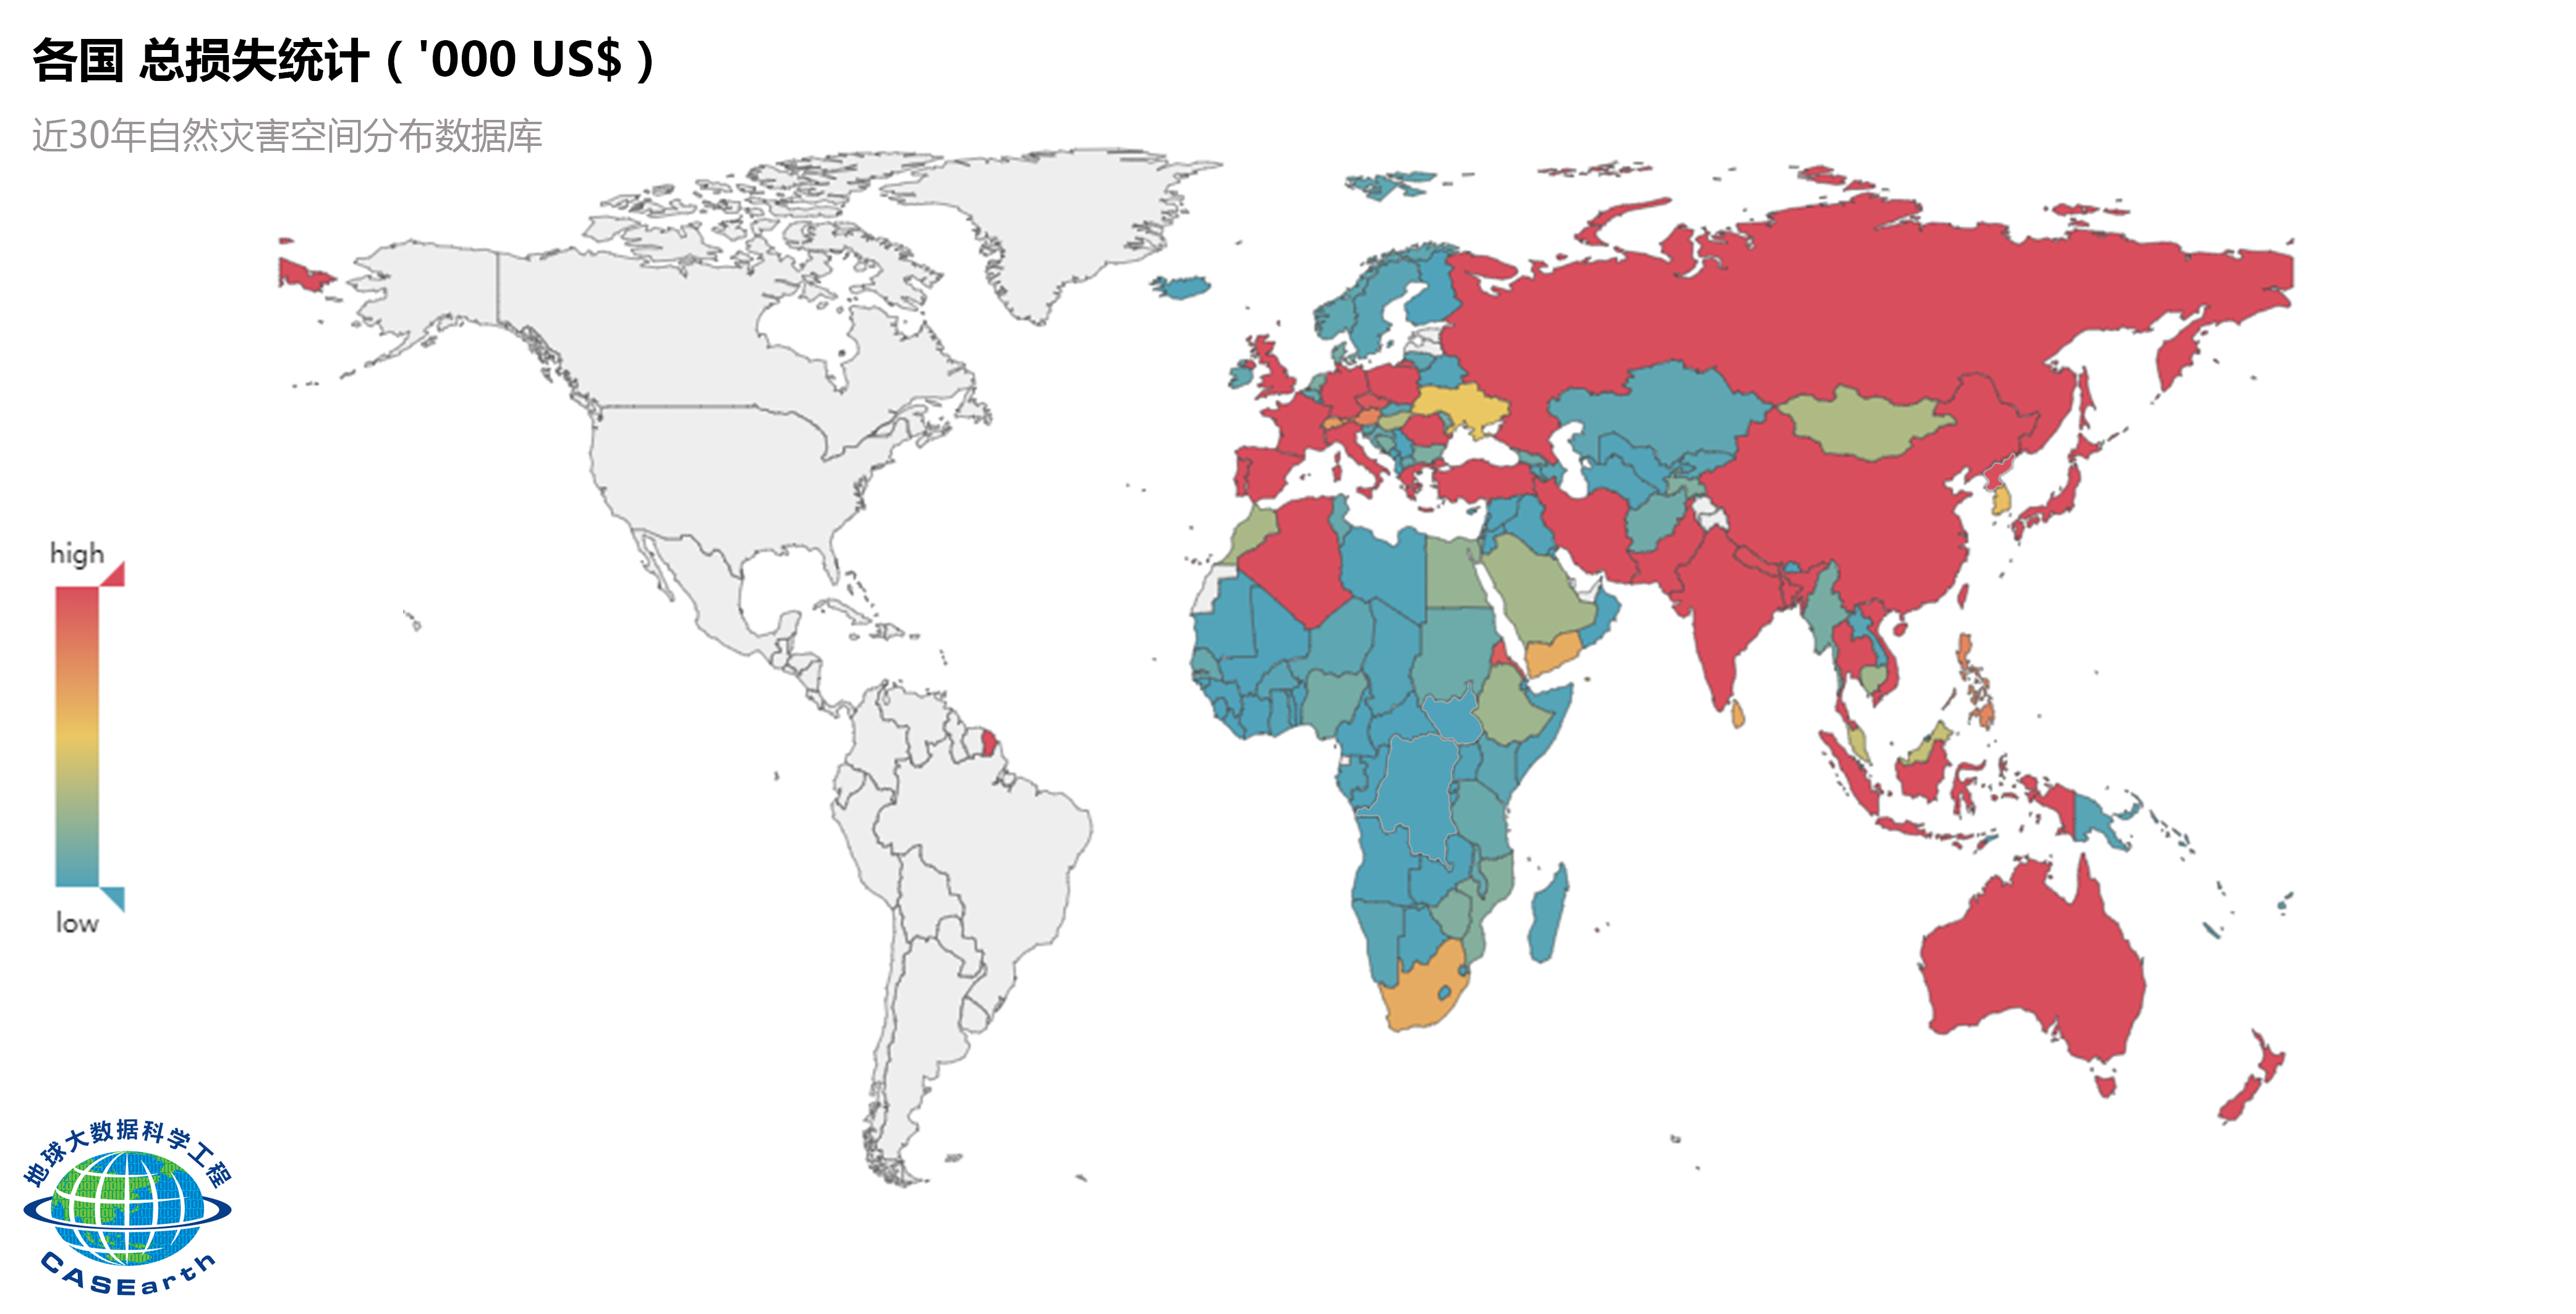 各国 总损失统计（ '000 US$ ）
近30年自然灾害空间分布数据库
high
low
地球大数据科学工程
CASEarth